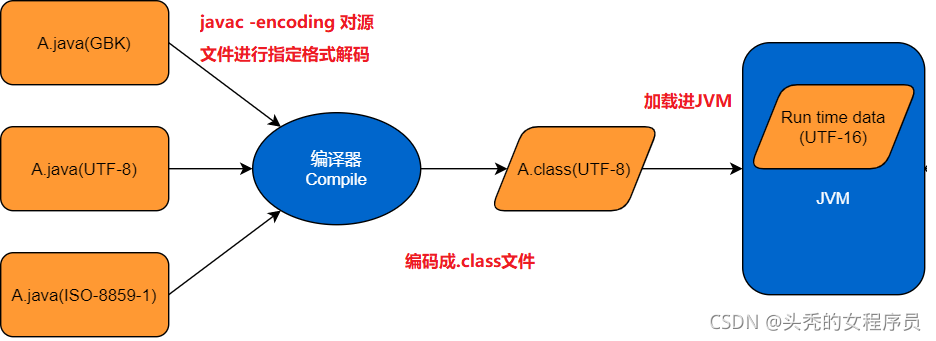 A.java(GBK)
javac -encoding 对源
文件进行指定格式解码
A.java(UTF-8)
编译器
Compile
A.class(UTF-8)
编码成.class文件
加载进JVM
Run time data
(UTF-16)
JVM
A.java(ISO-8859-1)
CSDN @头秃的女程序员